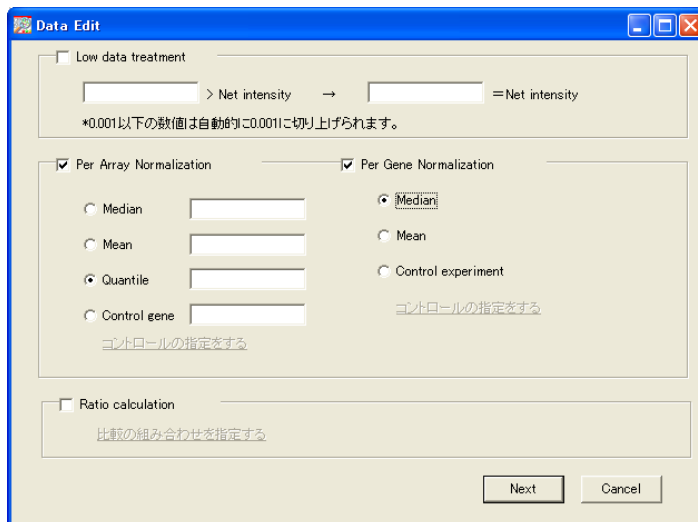 Data Edit
Low data treatment
> Net intensity → =Net intensity
*0.001以下の数値は自動的に0.001に切り上げられます。
Per Array Normalization
Per Gene Normalization
Median
Median
Mean
Mean
Quantile
Control experiment
Control gene
コントロールの指定をする
コントロールの指定をする
Ratio calculation
比較の組み合わせを指定する
Next
Cancel